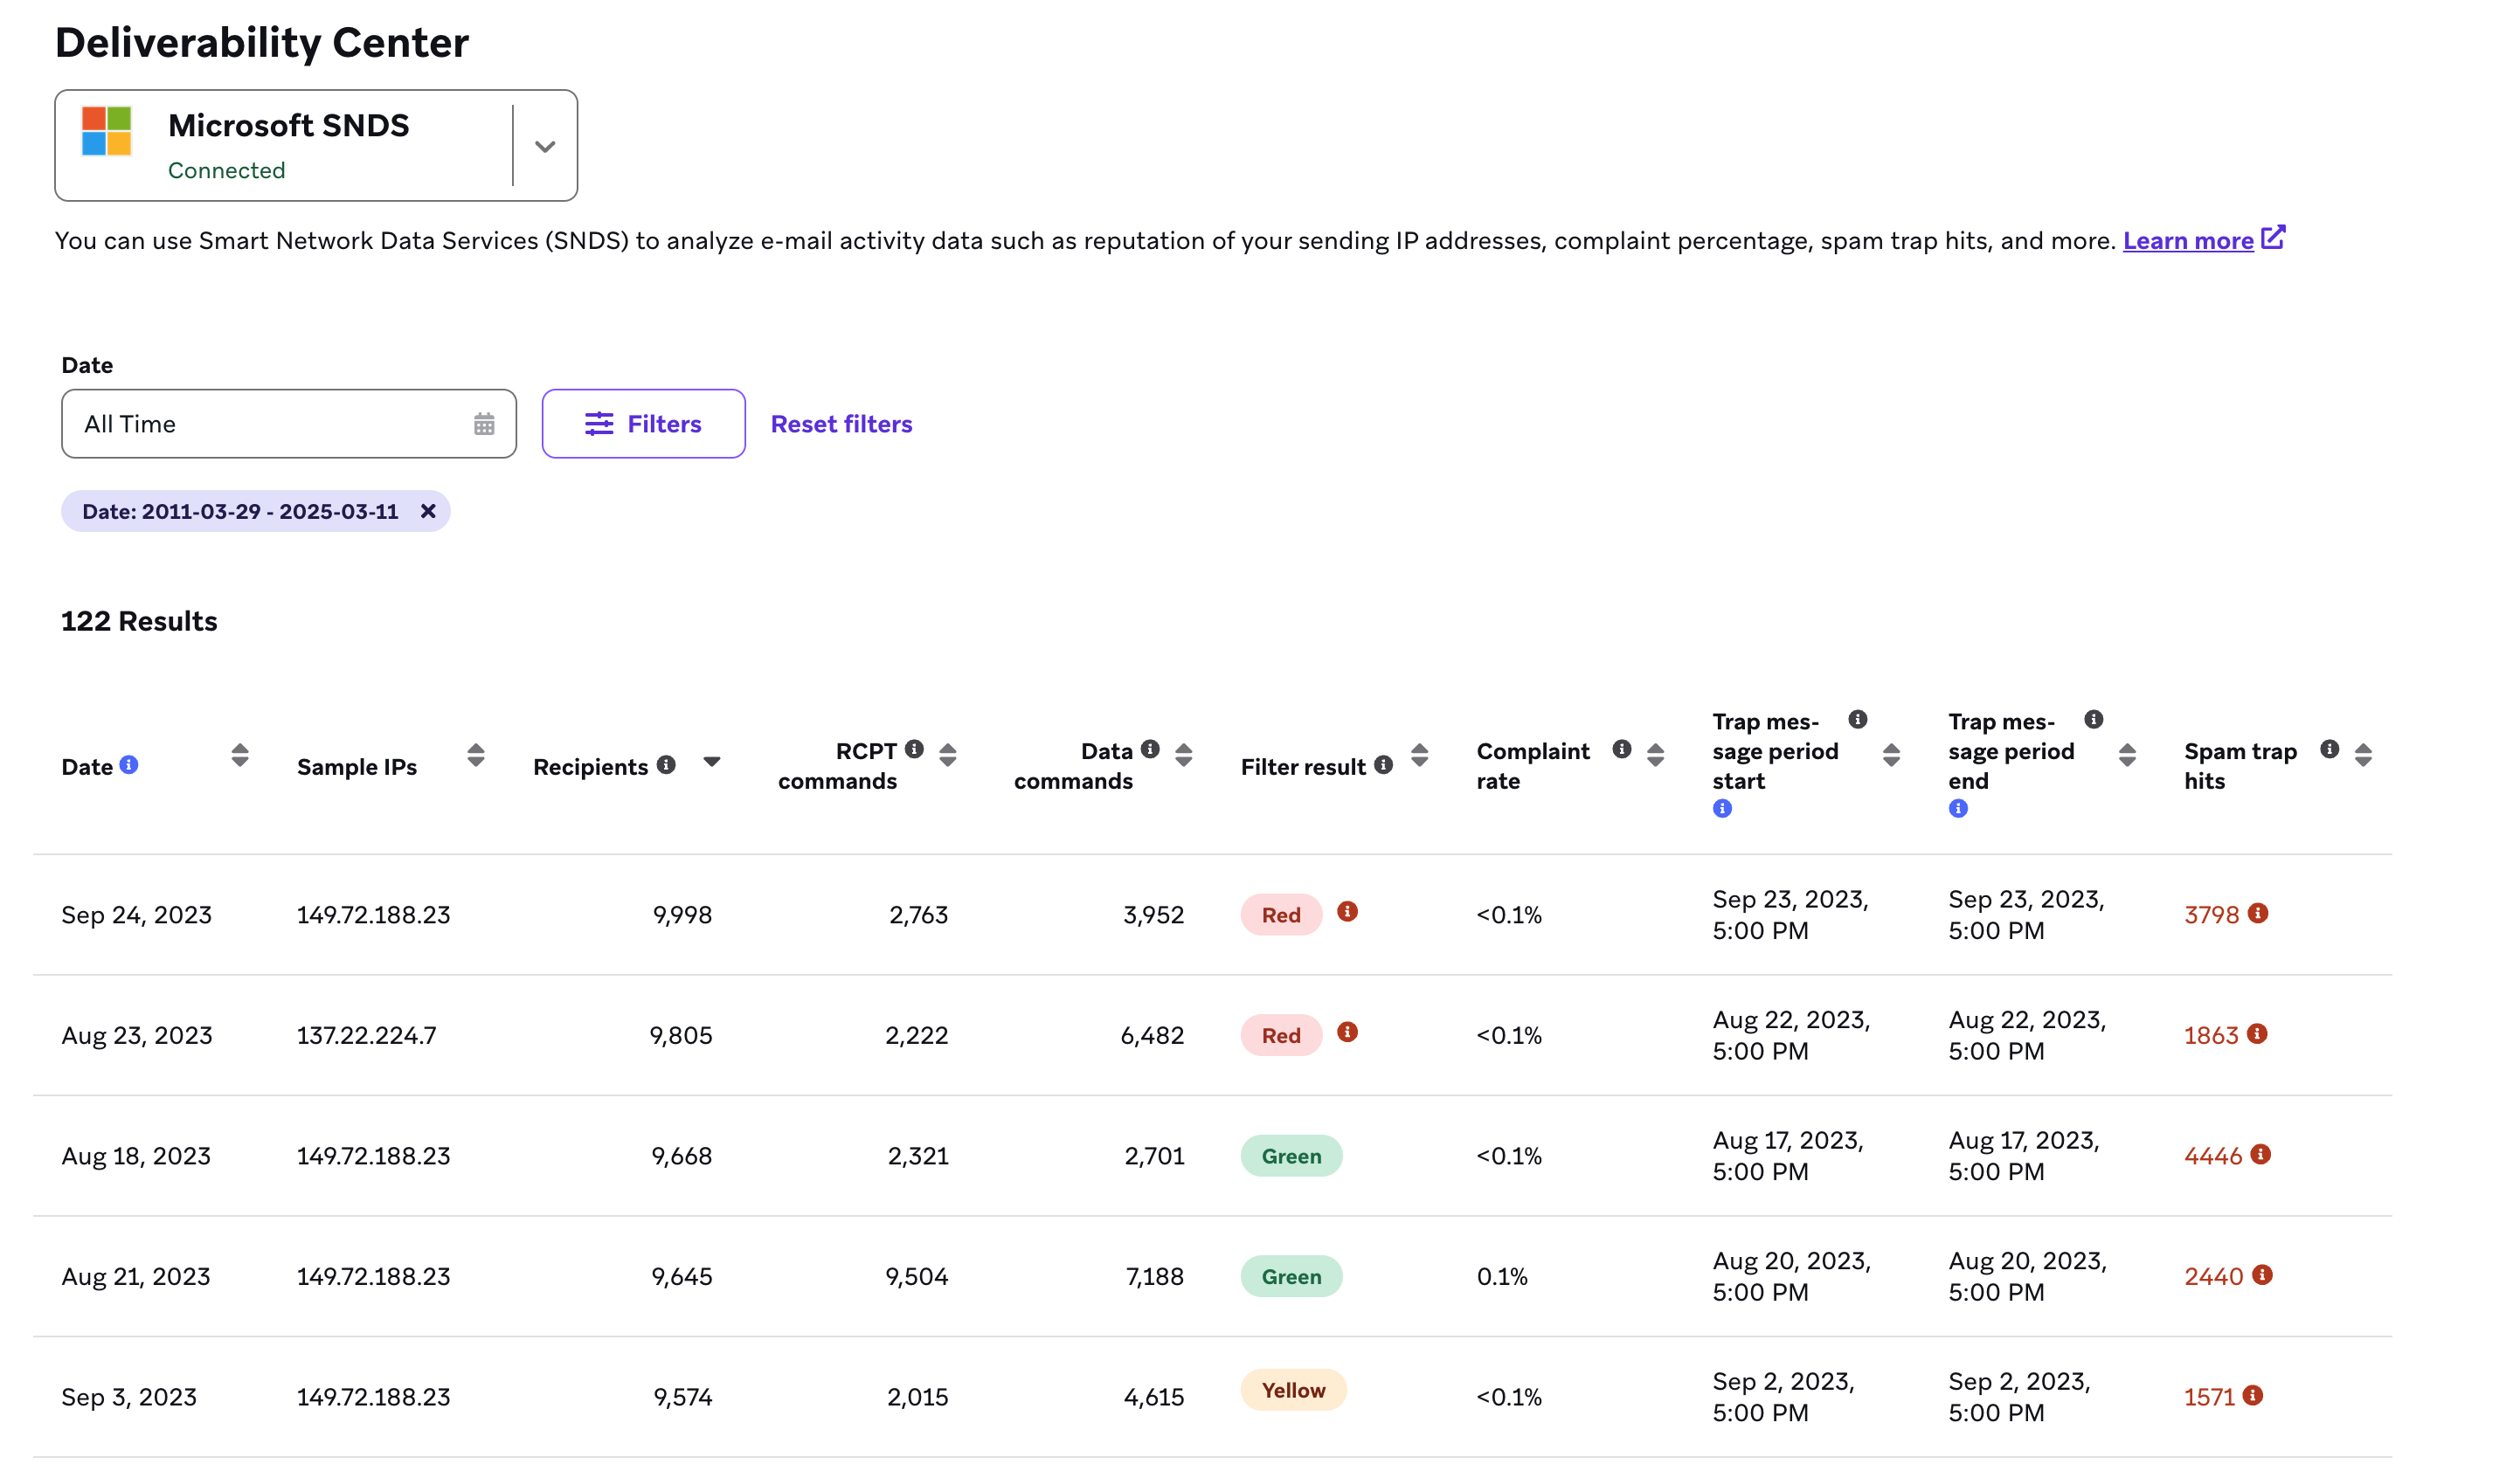 Deliverability Center
Microsoft SNDS
Connected
You can use Smart Network Data Services (SNDS) to analyze e-mail activity data such as reputation of your sending IP addresses, complaint percentage, spam trap hits, and more. Learn more
Date
All Time
Filters
Reset filters
Date: 2011-03-29 - 2025-03-11
122 Results
Date
Sample IPs
Recipients
RCPT
commands
Data
commands
Filter result
Complaint
rate
Trap mes-
sage period
start
Trap mes-
sage period
end
Spam trap
hits
Sep 24, 2023
149.72.188.23
9,998
2,763
3,952
Red
<0.1%
Sep 23, 2023,
5:00 PM
Sep 23, 2023,
5:00 PM
3798
Aug 23, 2023
137.22.224.7
9,805
2,222
6,482
Red
<0.1%
Aug 22, 2023,
5:00 PM
Aug 22, 2023,
5:00 PM
1863
Aug 18, 2023
149.72.188.23
9,668
2,321
2,701
Green
<0.1%
Aug 17, 2023,
5:00 PM
Aug 17, 2023,
5:00 PM
4446
Aug 21, 2023
149.72.188.23
9,645
9,504
7,188
Green
0.1%
Aug 20, 2023,
5:00 PM
Aug 20, 2023,
5:00 PM
2440
Sep 3, 2023
149.72.188.23
9,574
2,015
4,615
Yellow
<0.1%
Sep 2, 2023,
5:00 PM
Sep 2, 2023,
5:00 PM
1571